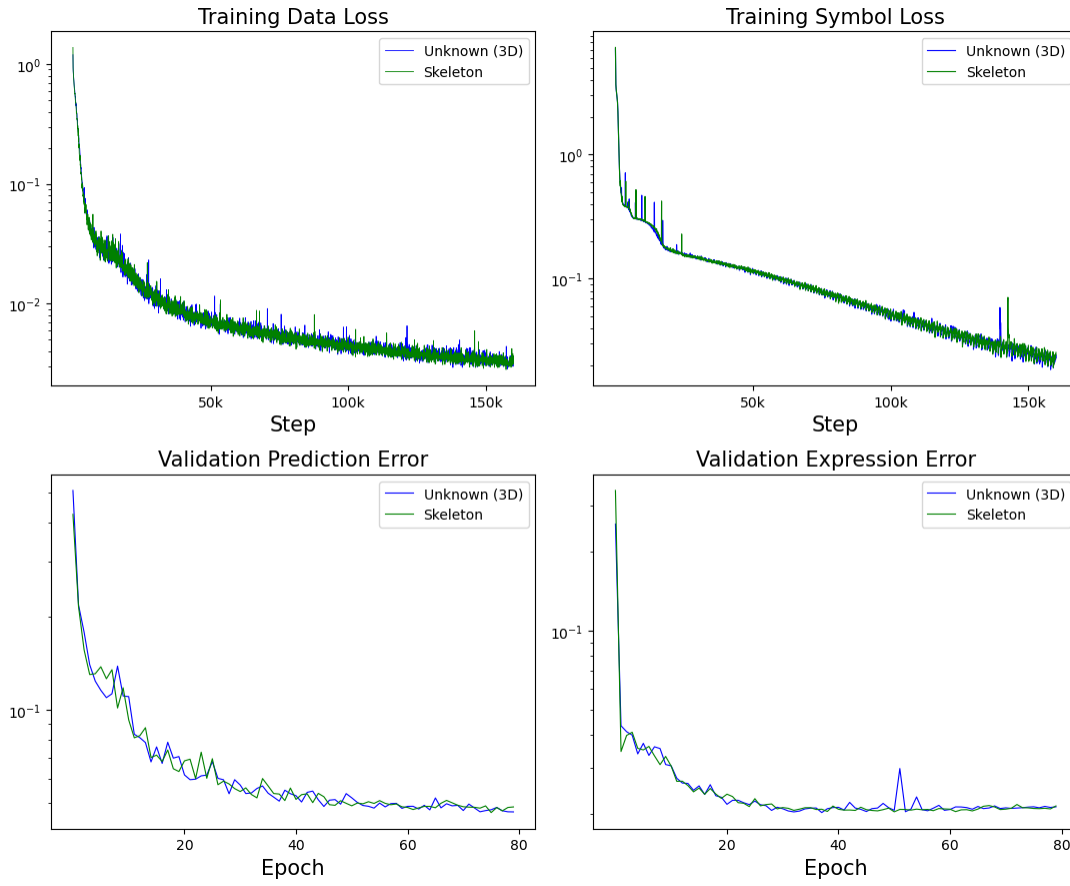 Training Data Loss
Unknown (3D)
Skeleton
10^0
10^-1
10^-2
50k
100k
150k
Step
Training Symbol Loss
Unknown (3D)
Skeleton
10^0
10^-1
50k
100k
150k
Step
Validation Prediction Error
Unknown (3D)
Skeleton
10^-1
20
40
60
80
Epoch
Validation Expression Error
Unknown (3D)
Skeleton
10^-1
20
40
60
80
Epoch